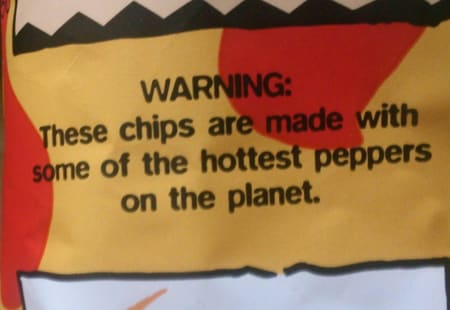 WARNING:
These chips are made with
some of the hottest peppers
on the planet.